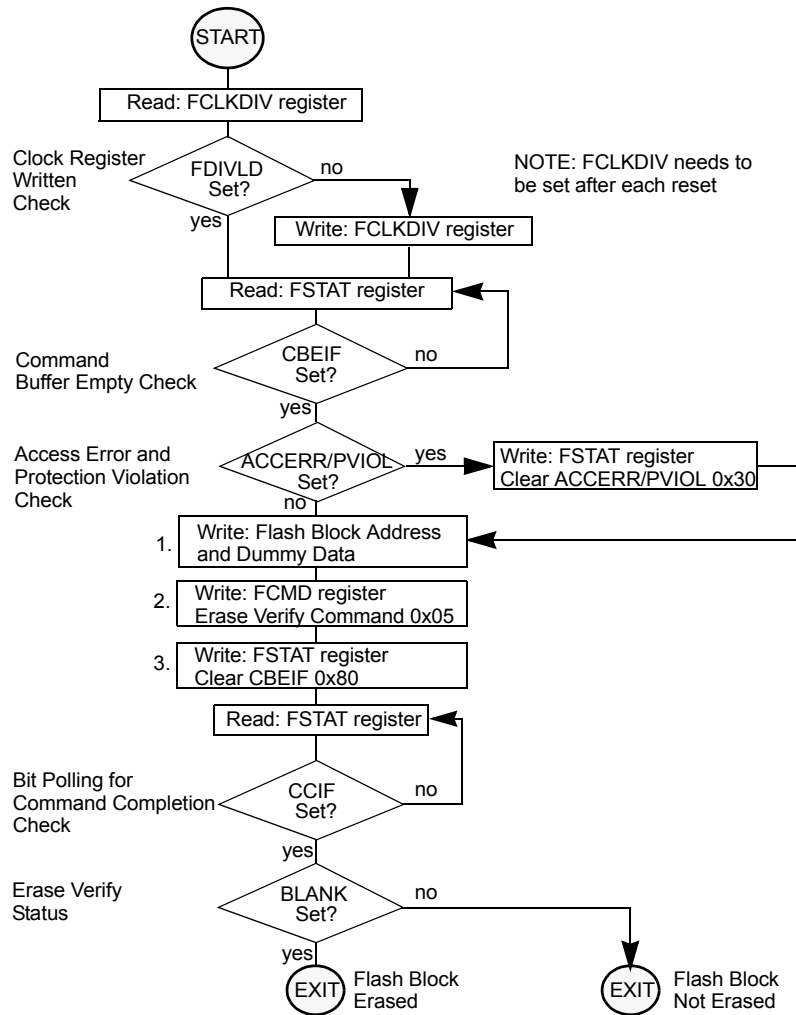 START
Read: FCLKDIV register
Clock Register
Written
Check
FDIVLD
Set?
no
yes
NOTE: FCLKDIV needs to
be set after each reset
Write: FCLKDIV register
Read: FSTAT register
Command
Buffer Empty Check
CBEIF
Set?
no
yes
Access Error and
Protection Violation
Check
ACCERR/PVIOL
Set?
yes
no
Write: FSTAT register
Clear ACCERR/PVIOL 0x30
1.
Write: Flash Block Address
and Dummy Data
2.
Write: FCMD register
Erase Verify Command 0x05
3.
Write: FSTAT register
Clear CBEIF 0x80
Read: FSTAT register
Bit Polling for
Command Completion
Check
CCIF
Set?
no
yes
Erase Verify
Status
BLANK
Set?
no
yes
EXIT
Flash Block
Erased
EXIT
Flash Block
Not Erased